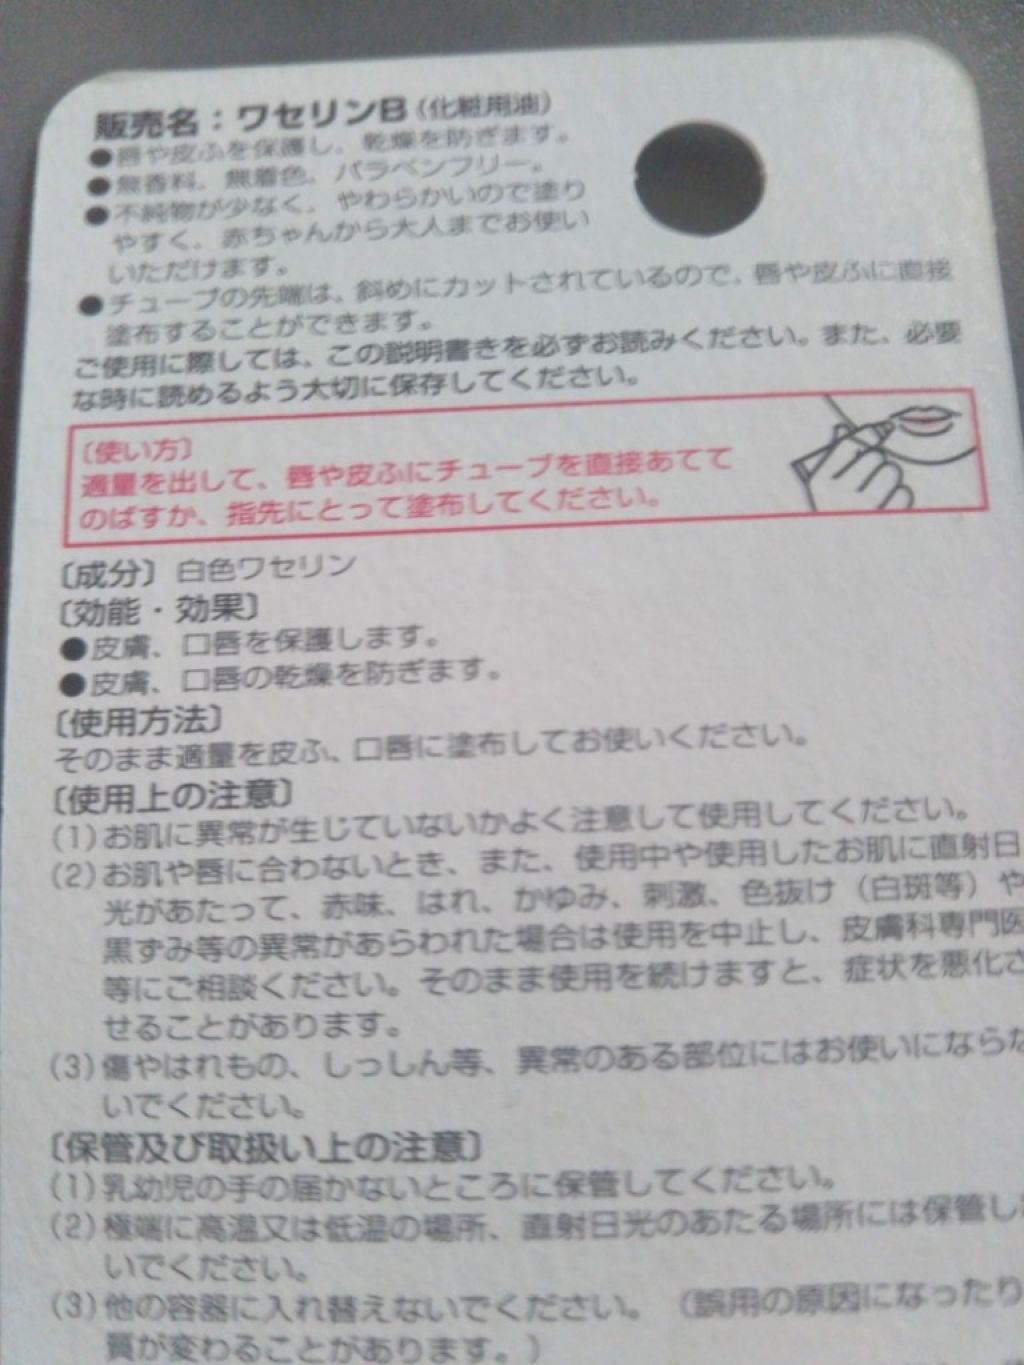 販売名：ワセリンB（化粧用油）
●唇や皮ふを保護し、乾燥を防ぎます。
●無香料、無着色、パラベンフリー。
●不純物が少なく、やわらかいので塗り
やすく、赤ちゃんから大人までお使い
いただけます。
●チューブの先端は、斜めにカットされているので、唇や皮ふに直接
塗布することができます。
ご使用に際しては、この説明書きを必ずお読みください。また、必要
な時に読めるよう大切に保存してください。
〔使い方〕
適量を出して、唇や皮ふにチューブを直接あてて
のばすか、指先にとって塗布してください。
〔成分〕白色ワセリン
〔効能・効果〕
●皮膚、口唇を保護します。
●皮膚、口唇の乾燥を防ぎます。
〔使用方法〕
そのまま適量を皮ふ、口唇に塗布してお使いください。
〔使用上の注意〕
(1)お肌に異常が生じていないかよく注意して使用してください。
(2)お肌や唇に合わないとき、また、使用中や使用したお肌に直射日
光があたって、赤味、はれ、かゆみ、刺激、色抜け（白斑等）や
黒ずみ等の異常があらわれた場合は使用を中止し、皮膚科専門医
等にご相談ください。そのまま使用を続けますと、症状を悪化さ
せることがあります。
(3)傷やはれもの、しっしん等、異常のある部位にはお使いにならな
いでください。
〔保管及び取扱い上の注意〕
(1)乳幼児の手の届かないところに保管してください。
(2)極端に高温又は低温の場所、直射日光のあたる場所には保管し
いでください。
(3)他の容器に入れ替えないでください。（誤用の原因になったり
質が変わることがあります。）